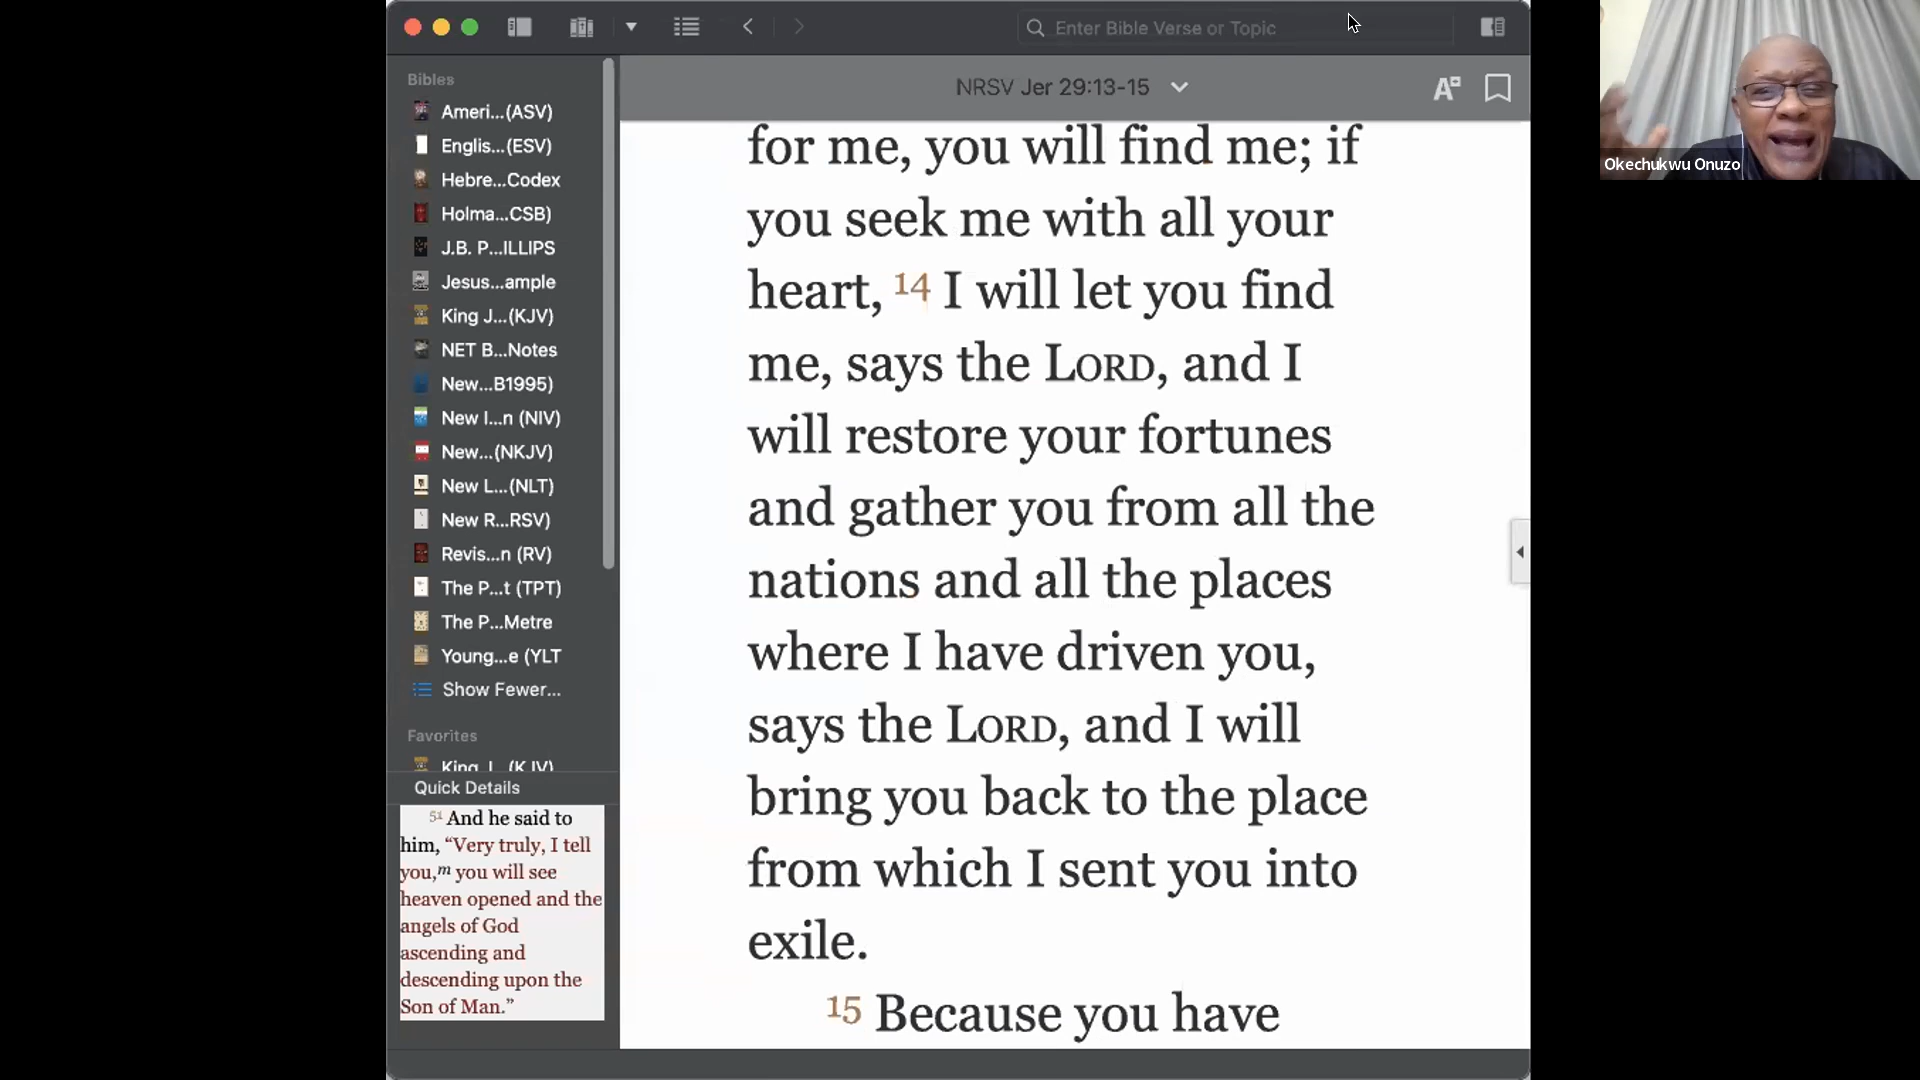 Enter Bible Verse or Topic
Bibles
Ameri...(ASV)
Englis...(ESV)
Hebre...Codex
Holma...CSB)
J.B. P...ILLIPS
Jesus...ample
King J...(KJV)
NET B...Notes
New...B1995)
New I...n (NIV)
New...(NKJV)
New L...(NLT)
New R...RSV)
Revis...n (RV)
The P...t (TPT)
The P...Metre
Young...e (YLT
Show Fewer...
Favorites
King J...(KJV)
Quick Details
51 And he said to
him, “Very truly, I tell
you,m you will see
heaven opened and the
angels of God
ascending and
descending upon the
Son of Man.”
NRSV Jer 29:13-15
for me, you will find me; if
you seek me with all your
heart, 14 I will let you find
me, says the LORD, and I
will restore your fortunes
and gather you from all the
nations and all the places
where I have driven you,
says the LORD, and I will
bring you back to the place
from which I sent you into
exile.
15 Because you have
Okechukwu Onuzo